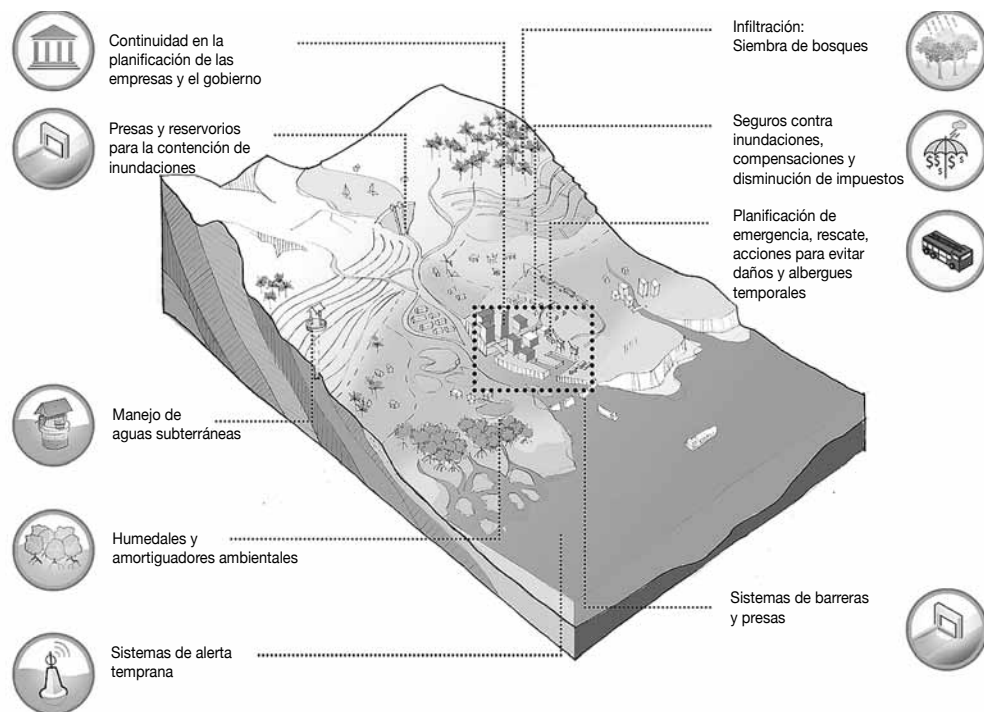 Continuidad en la
planificación de las
empresas y el gobierno
Presas y reservorios
para la contención de
inundaciones
Manejo de
aguas subterráneas
Humedales y
amortiguadores ambientales
Sistemas de alerta
temprana
Infiltración:
Siembra de bosques
Seguros contra
inundaciones,
compensaciones y
disminución de impuestos
$ $ $ $ $
Planificación de
emergencia, rescate,
acciones para evitar
daños y albergues
temporales
Sistemas de barreras
y presas